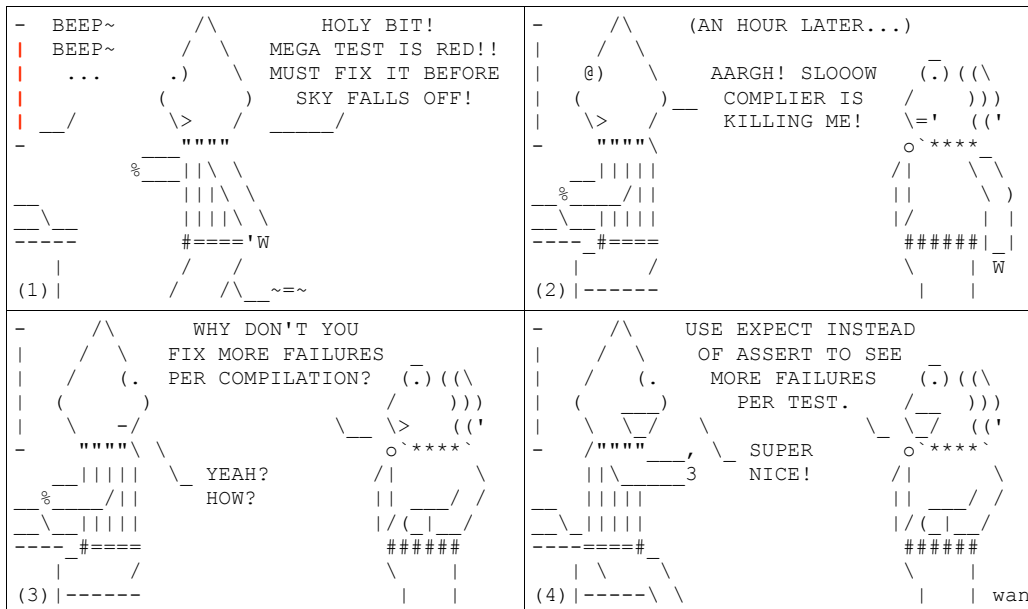 BEEP~
BEEP~
...
HOLY BIT!
MEGA TEST IS RED!!
MUST FIX IT BEFORE
SKY FALLS OFF!
(1)
(AN HOUR LATER...)
AARGH! SLOOOW
COMPLIER IS
KILLING ME!
(2)
WHY DON'T YOU
FIX MORE FAILURES
PER COMPILATION?
YEAH?
HOW?
(3)
USE EXPECT INSTEAD
OF ASSERT TO SEE
MORE FAILURES
PER TEST.
SUPER
NICE!
(4)
wan